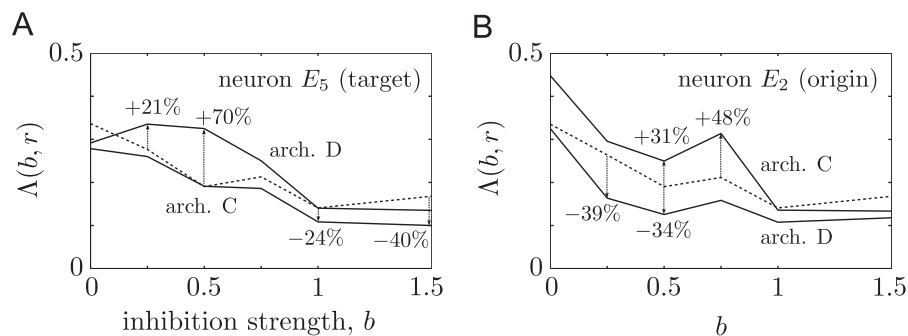 A
0.5
neuron E5 (target)
+21%
+70%
arch. D
Λ(b, r)
arch. C
−24%
−40%
0
0 0.5 1 1.5
inhibition strength, b
B
0.5
neuron E2 (origin)
+31%
+48%
Λ(b, r)
arch. C
−39%
−34%
arch. D
0
0 0.5 1 1.5
b